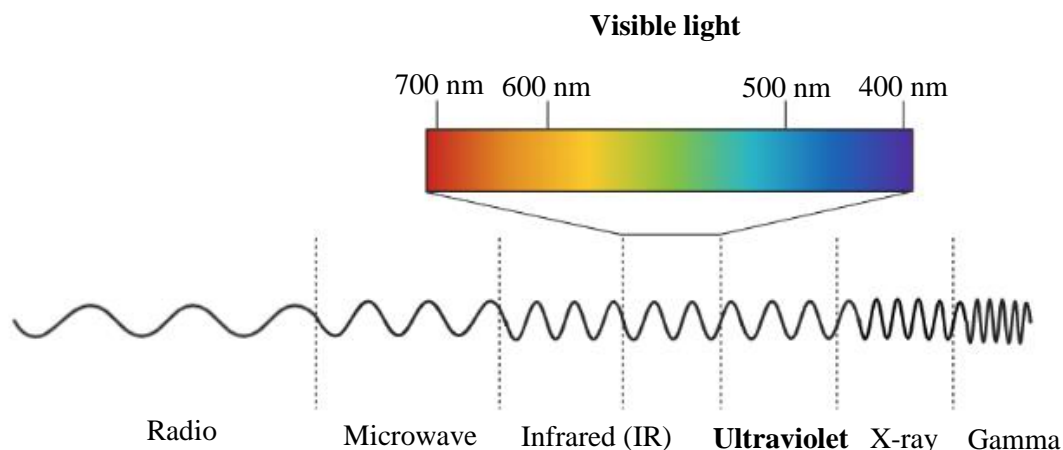 Visible light
700 nm 600 nm 500 nm 400 nm
Radio Microwave Infrared (IR) Ultraviolet X-ray Gamma